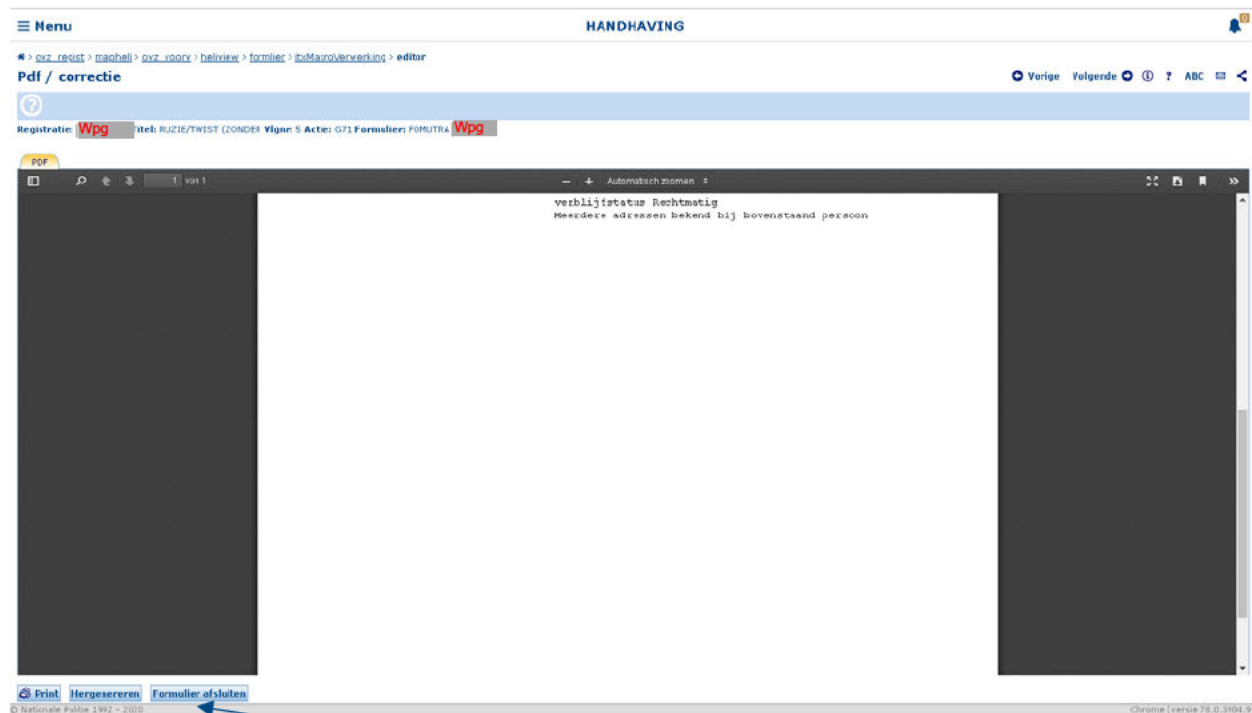 ≡ Menu HANDHAVING 0
> ovz_regist > mapheli > ovz_voorv > heliview > formlier > itxMacroVerwerking > editor
Pdf / correctie Vorige Volgende ? ABC
Registratie: Wpg Titel: RUZIE/TWIST (ZONDER Vlgnr: 5 Actie: G71 Formulier: FOMUTRA Wpg
PDF
1 van 1 — + Automatisch zoomen
verblijfstatus Rechtmatig
Meerdere adressen bekend bij bovenstaand persoon
Print Hergenereren Formulier afsluiten
© Nationale Politie 1992 - 2020 Chrome (versie 78.0.3904.9